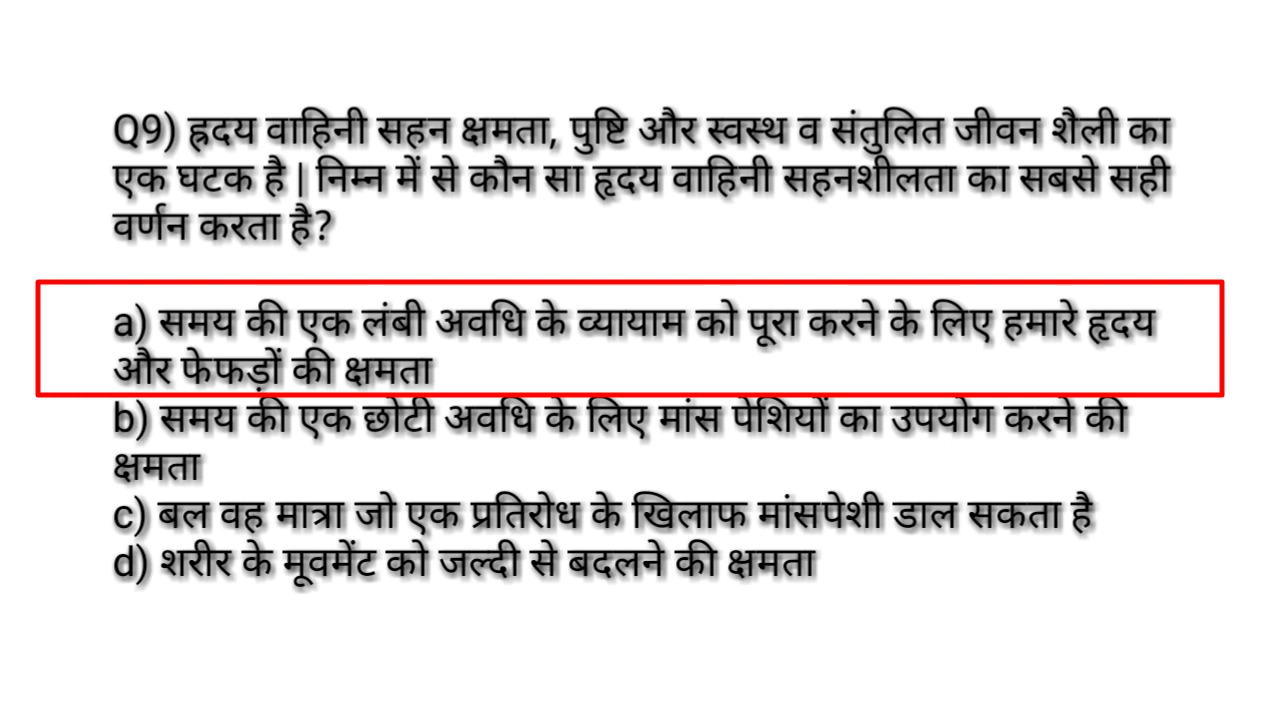 Q9) ह्रदय वाहिनी सहन क्षमता, पुष्टि और स्वस्थ व संतुलित जीवन शैली का
एक घटक है | निम्न में से कौन सा हृदय वाहिनी सहनशीलता का सबसे सही
वर्णन करता है?
a) समय की एक लंबी अवधि के व्यायाम को पूरा करने के लिए हमारे हृदय
और फेफड़ों की क्षमता
b) समय की एक छोटी अवधि के लिए मांस पेशियों का उपयोग करने की
क्षमता
c) बल वह मात्रा जो एक प्रतिरोध के खिलाफ मांसपेशी डाल सकता है
d) शरीर के मूवमेंट को जल्दी से बदलने की क्षमता